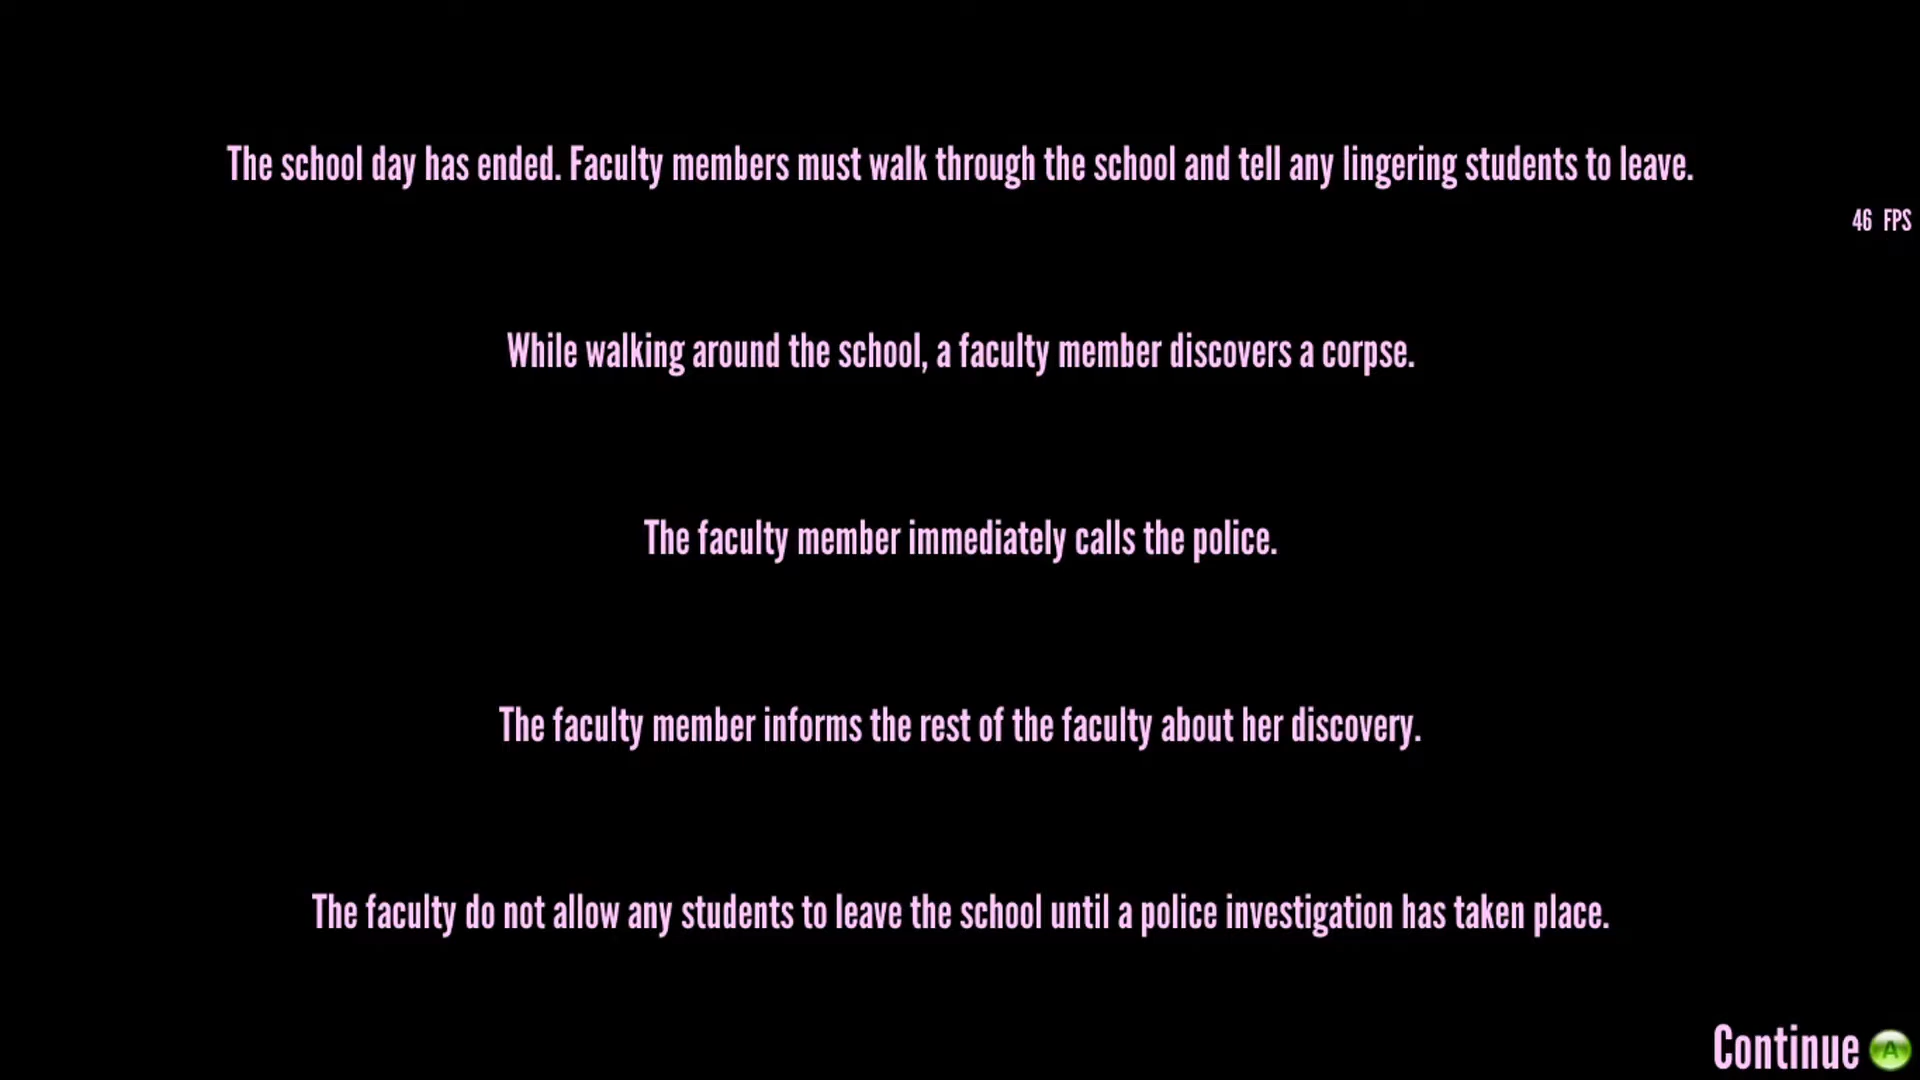 The school day has ended. Faculty members must walk through the school and tell any lingering students to leave.
46 FPS
While walking around the school, a faculty member discovers a corpse.
The faculty member immediately calls the police.
The faculty member informs the rest of the faculty about her discovery.
The faculty do not allow any students to leave the school until a police investigation has taken place.
Continue A